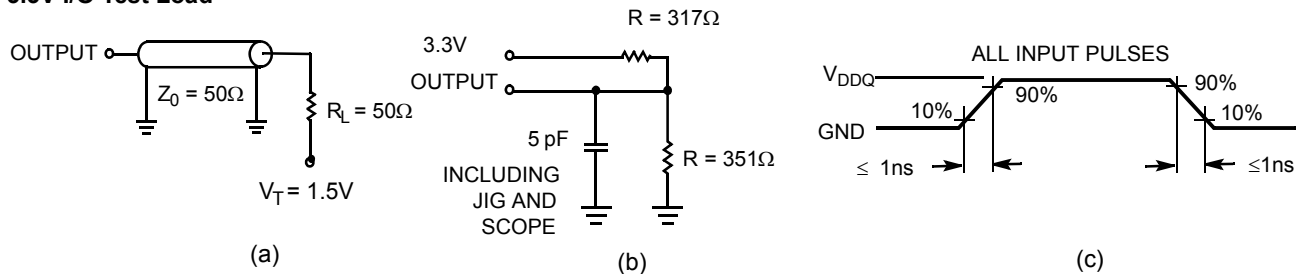 3.3V I/O Test Load
OUTPUT
Z0 = 50Ω
RL = 50Ω
VT = 1.5V
(a)
R = 317Ω
3.3V
OUTPUT
5 pF
INCLUDING
JIG AND
SCOPE
R = 351Ω
(b)
ALL INPUT PULSES
VDDQ
GND
10%
90%
90%
10%
≤ 1ns
≤1ns
(c)